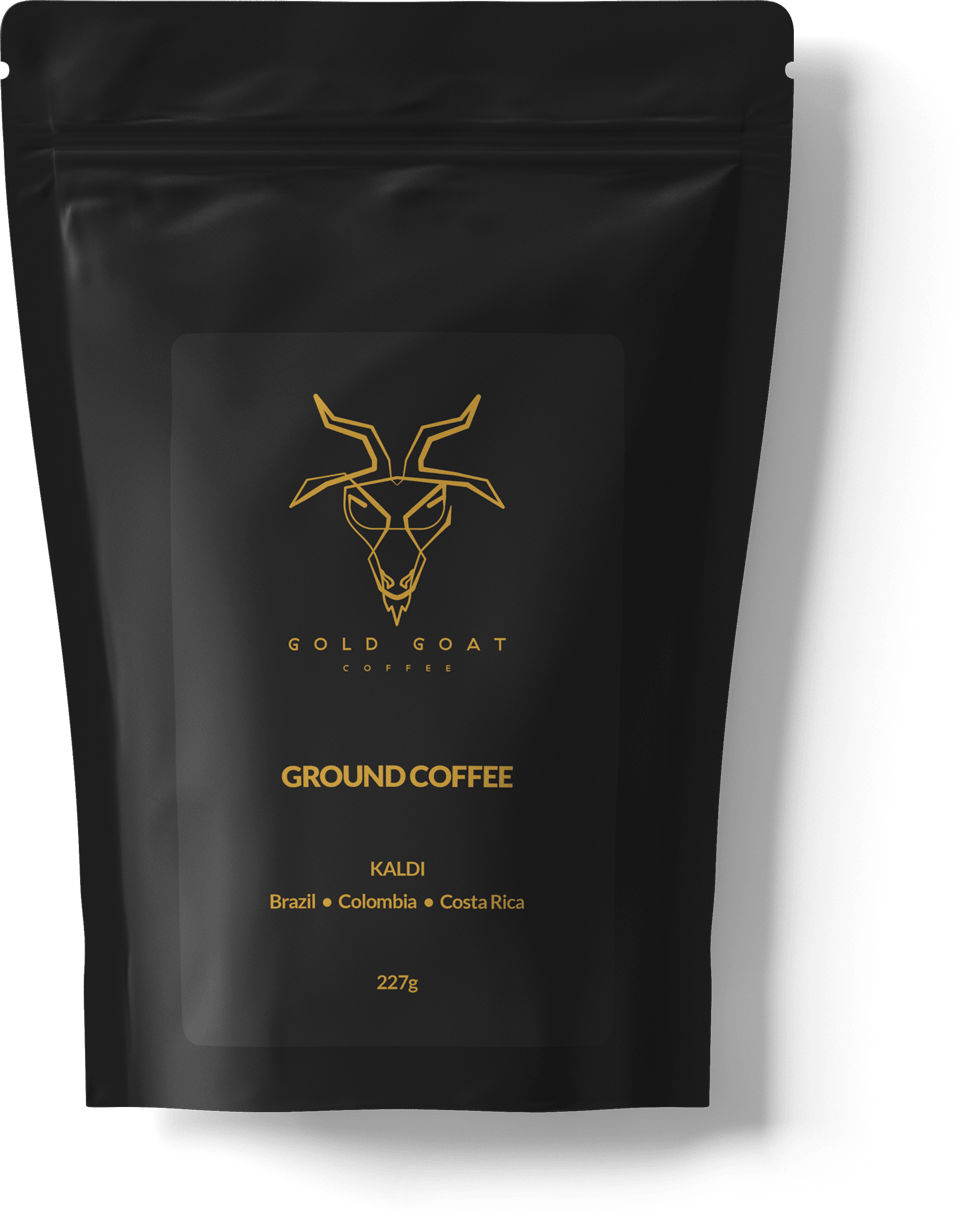 GOLD GOAT
COFFEE
GROUND COFFEE
KALDI
Brazil • Colombia • Costa Rica
227g